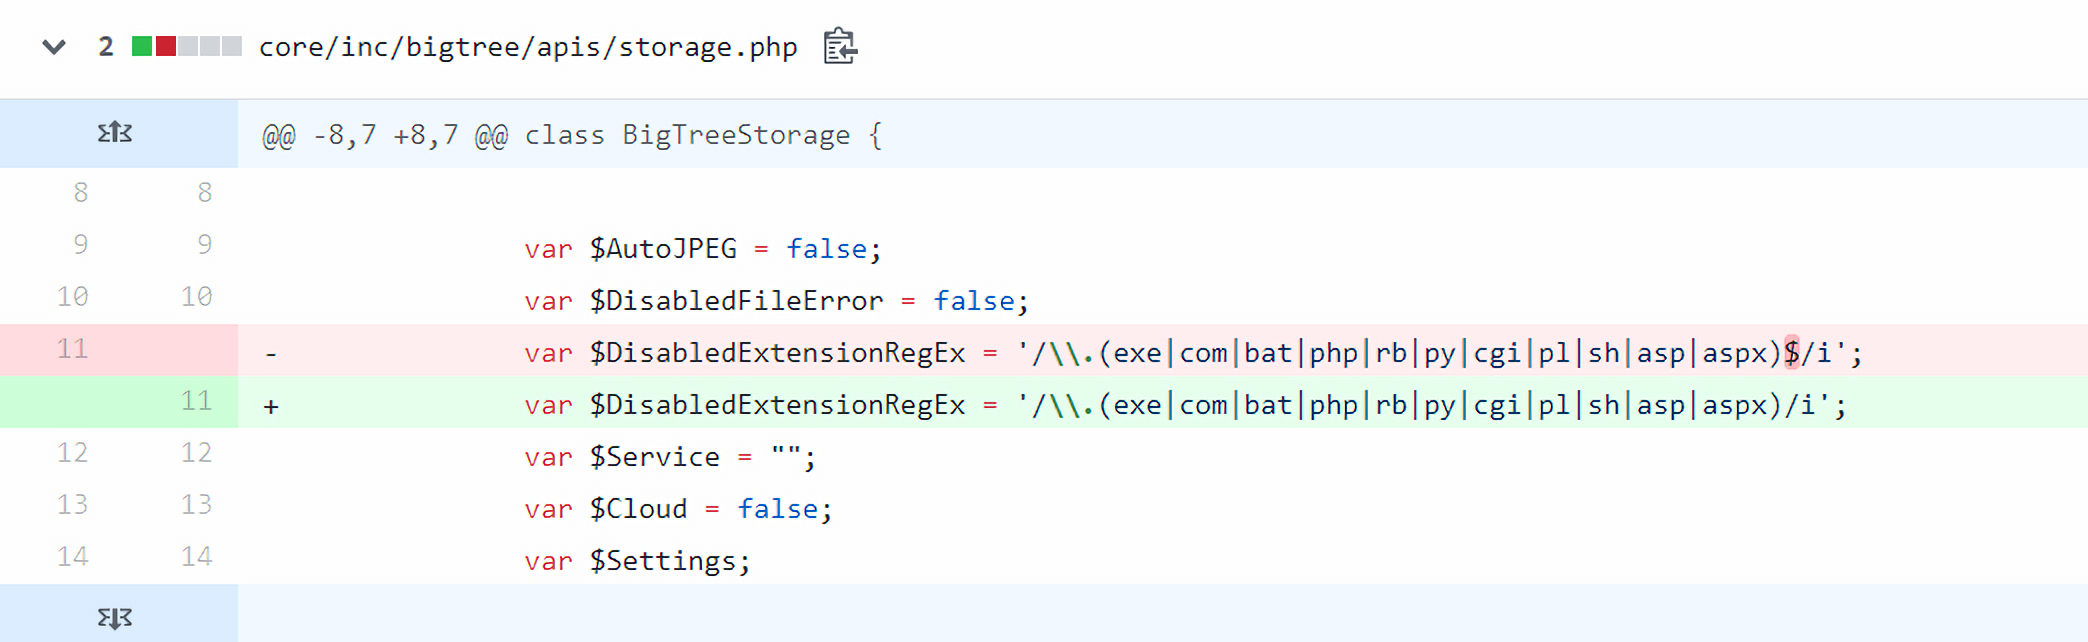 2 core/inc/bigtree/apis/storage.php
@@ -8,7 +8,7 @@ class BigTreeStorage {
8 8
9 9 var $AutoJPEG = false;
10 10 var $DisabledFileError = false;
11 - var $DisabledExtensionRegEx = '/\\.(exe|com|bat|php|rb|py|cgi|pl|sh|asp|aspx)$/i';
11 + var $DisabledExtensionRegEx = '/\\.(exe|com|bat|php|rb|py|cgi|pl|sh|asp|aspx)/i';
12 12 var $Service = "";
13 13 var $Cloud = false;
14 14 var $Settings;